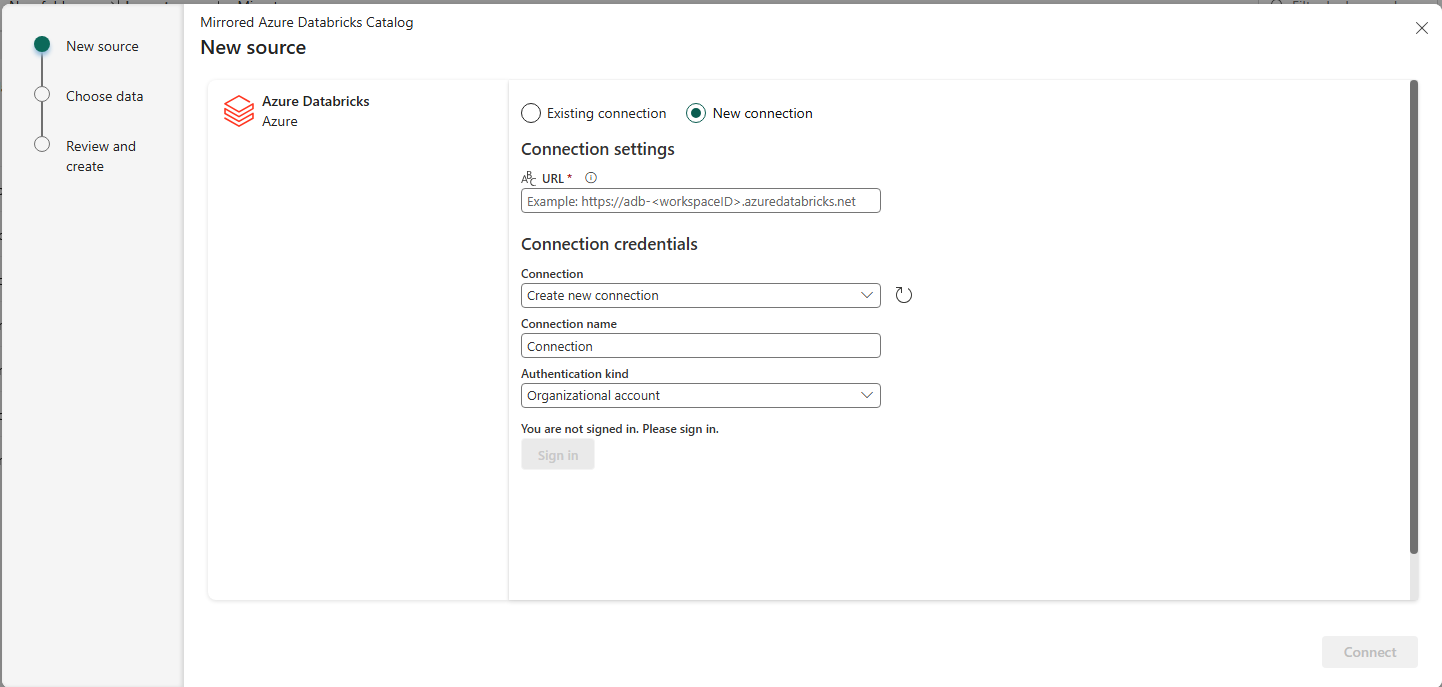 Mirrored Azure Databricks Catalog
New source
New source
Choose data
Review and
create
Azure Databricks
Azure
Existing connection
New connection
Connection settings
ABC URL *
Example: https://adb-<workspaceID>.azuredatabricks.net
Connection credentials
Connection
Create new connection
Connection name
Connection
Authentication kind
Organizational account
You are not signed in. Please sign in.
Sign in
Connect